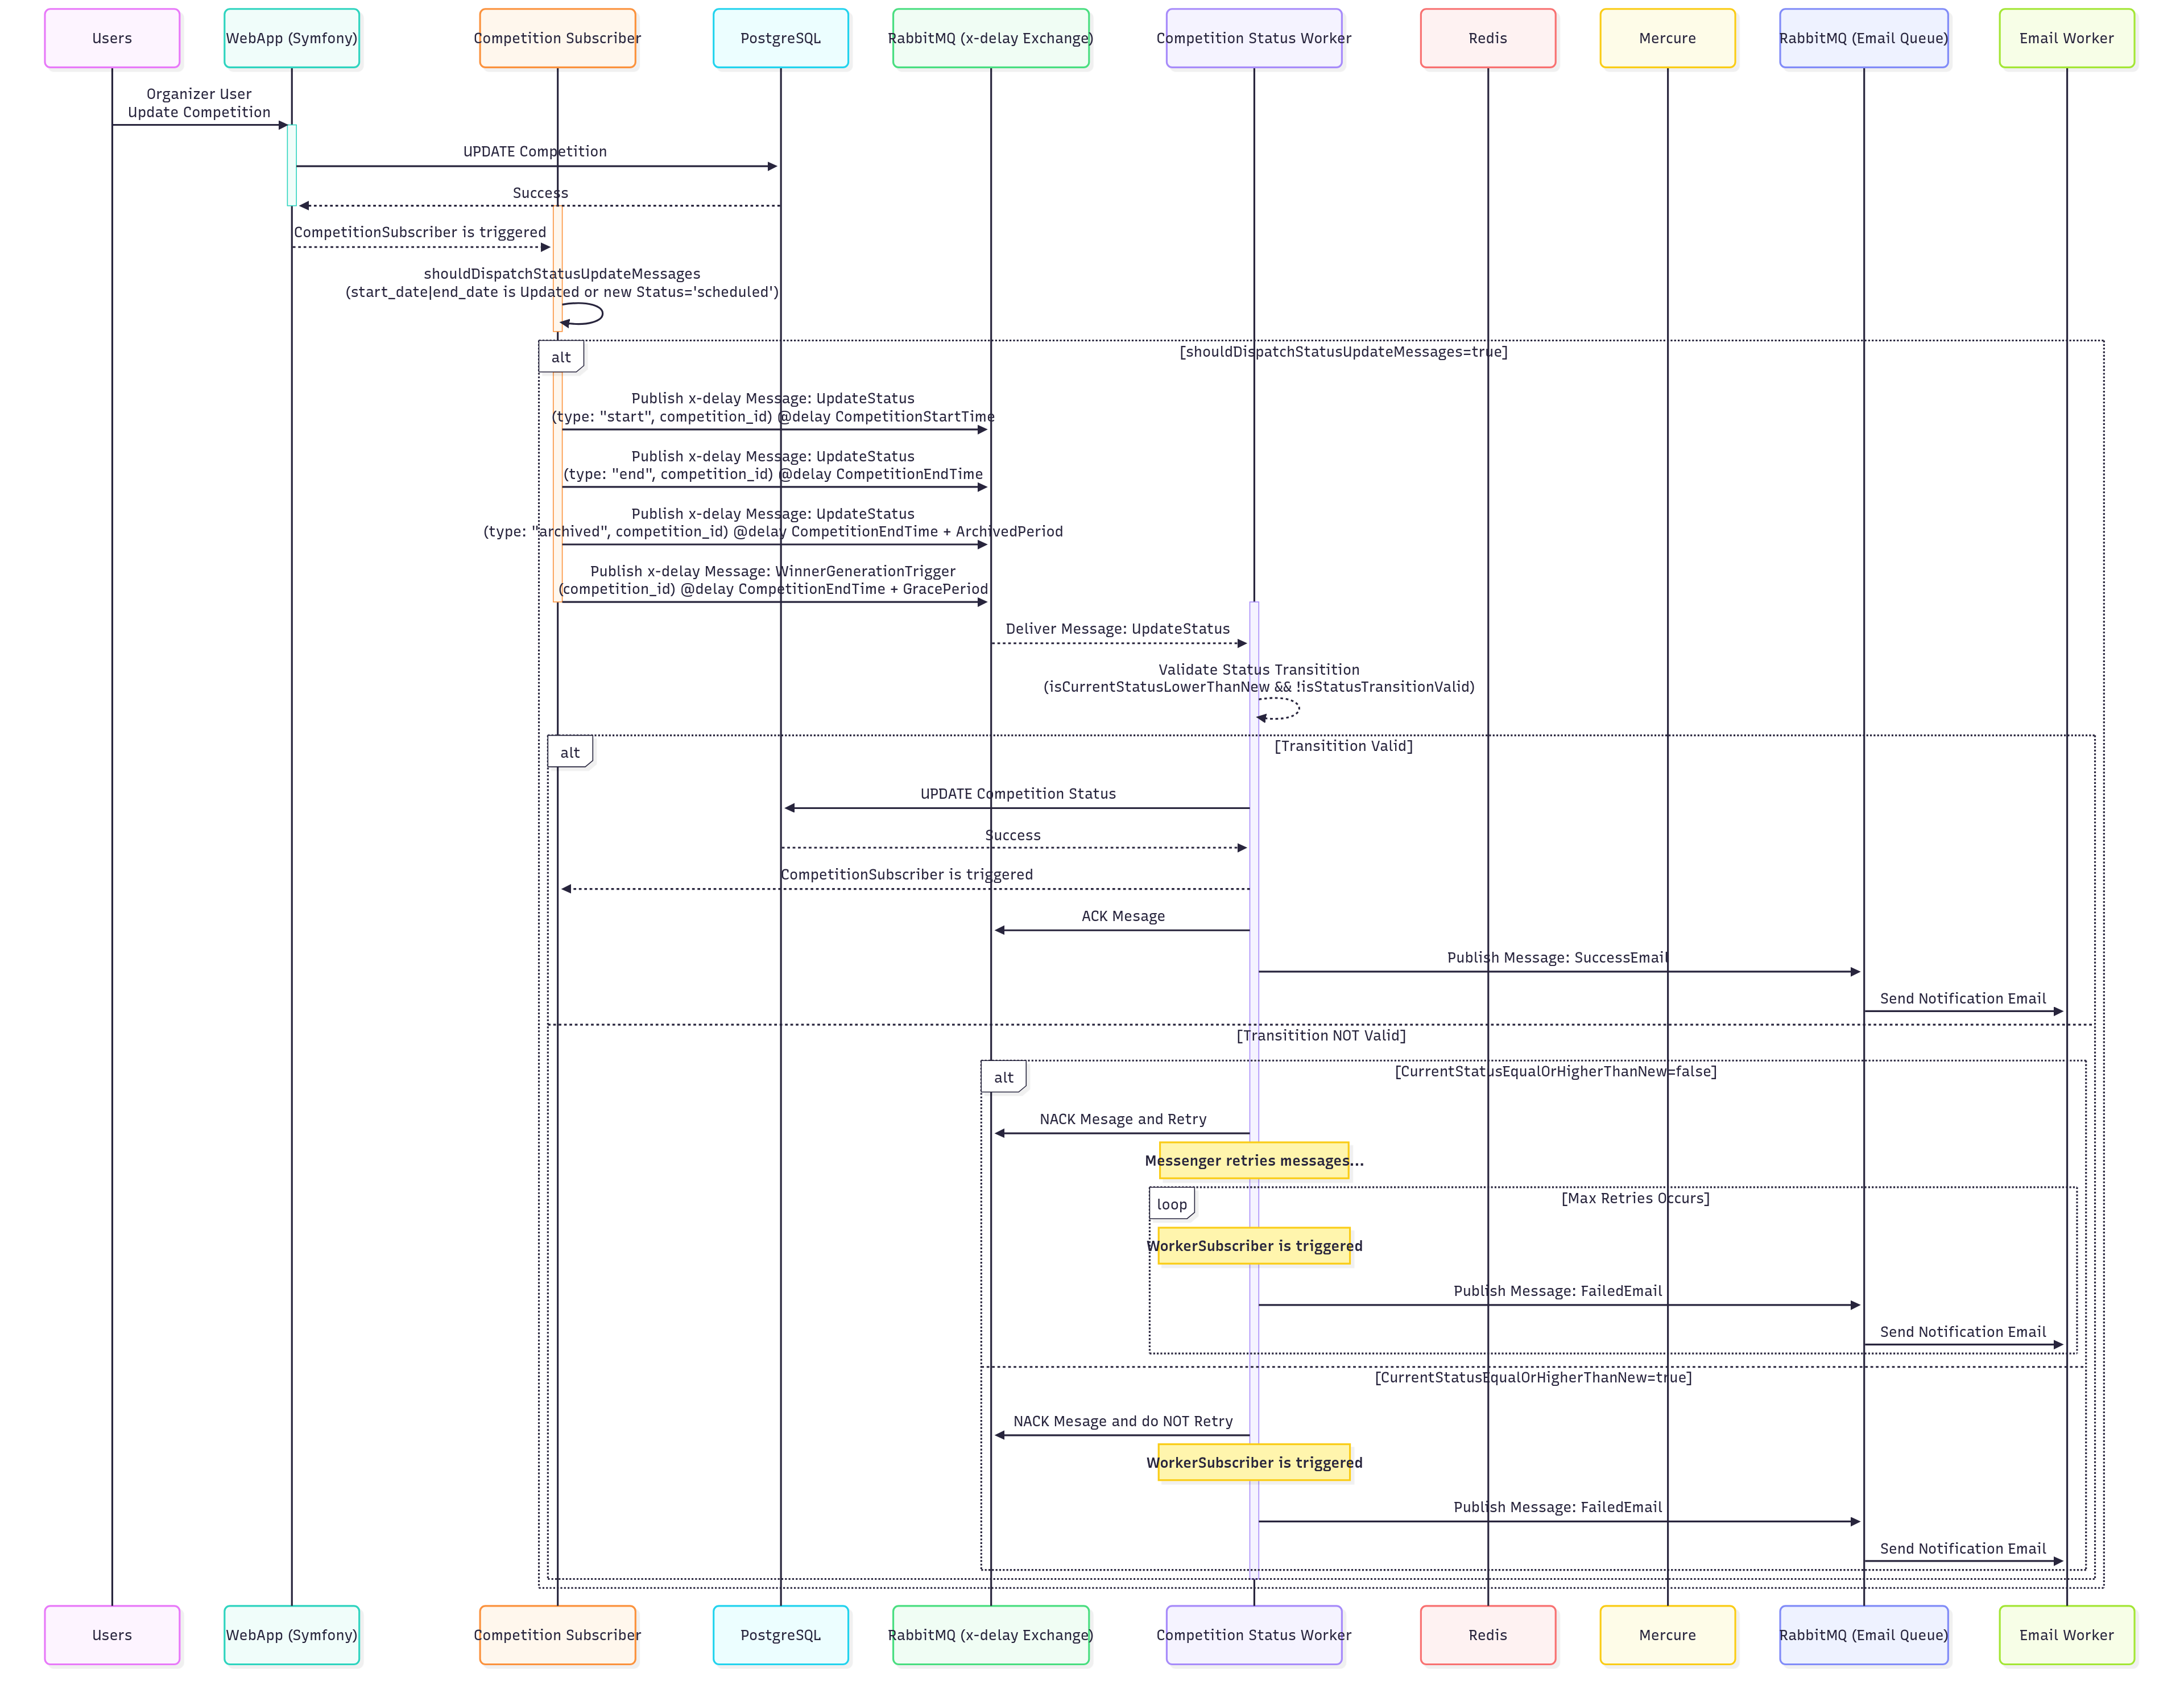 Users
WebApp (Symfony)
Competition Subscriber
PostgreSQL
RabbitMQ (x-delay Exchange)
Competition Status Worker
Redis
Mercure
RabbitMQ (Email Queue)
Email Worker
Organizer User
Update Competition
UPDATE Competition
Success
CompetitionSubscriber is triggered
shouldDispatchStatusUpdateMessages
(start_date|end_date is Updated or new Status='scheduled')
alt
[shouldDispatchStatusUpdateMessages=true]
Publish x-delay Message: UpdateStatus
(type: "start", competition_id) @delay CompetitionStartTime
Publish x-delay Message: UpdateStatus
(type: "end", competition_id) @delay CompetitionEndTime
Publish x-delay Message: UpdateStatus
(type: "archived", competition_id) @delay CompetitionEndTime + ArchivedPeriod
Publish x-delay Message: WinnerGenerationTrigger
(competition_id) @delay CompetitionEndTime + GracePeriod
Deliver Message: UpdateStatus
Validate Status Transitition
(isCurrentStatusLowerThanNew && !isStatusTransitionValid)
alt
[Transitition Valid]
UPDATE Competition Status
Success
CompetitionSubscriber is triggered
ACK Mesage
Publish Message: SuccessEmail
Send Notification Email
[Transitition NOT Valid]
alt
[CurrentStatusEqualOrHigherThanNew=false]
NACK Mesage and Retry
Messenger retries messages...
loop
[Max Retries Occurs]
WorkerSubscriber is triggered
Publish Message: FailedEmail
Send Notification Email
[CurrentStatusEqualOrHigherThanNew=true]
NACK Mesage and do NOT Retry
WorkerSubscriber is triggered
Publish Message: FailedEmail
Send Notification Email
Users
WebApp (Symfony)
Competition Subscriber
PostgreSQL
RabbitMQ (x-delay Exchange)
Competition Status Worker
Redis
Mercure
RabbitMQ (Email Queue)
Email Worker